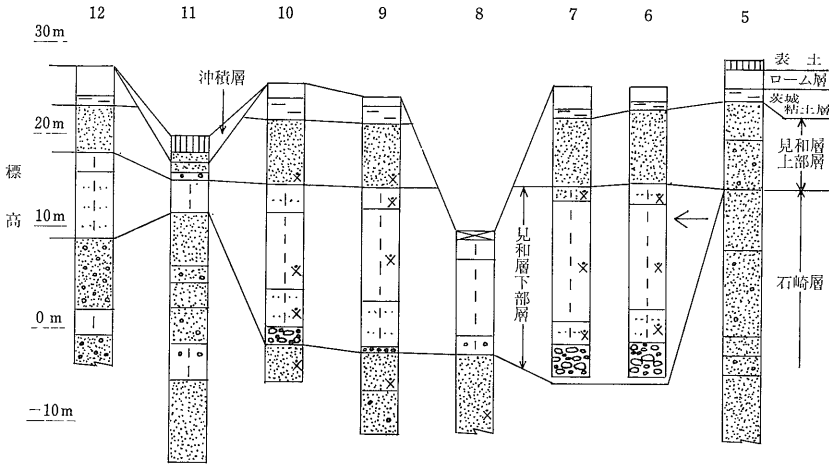 12 11 10 9 8 7 6 5
30m
20m
10m
0m
-10m
標高
沖積層
見和層下部層
表土
ローム層
茨城
粘土層
見和層
上部層
石崎層